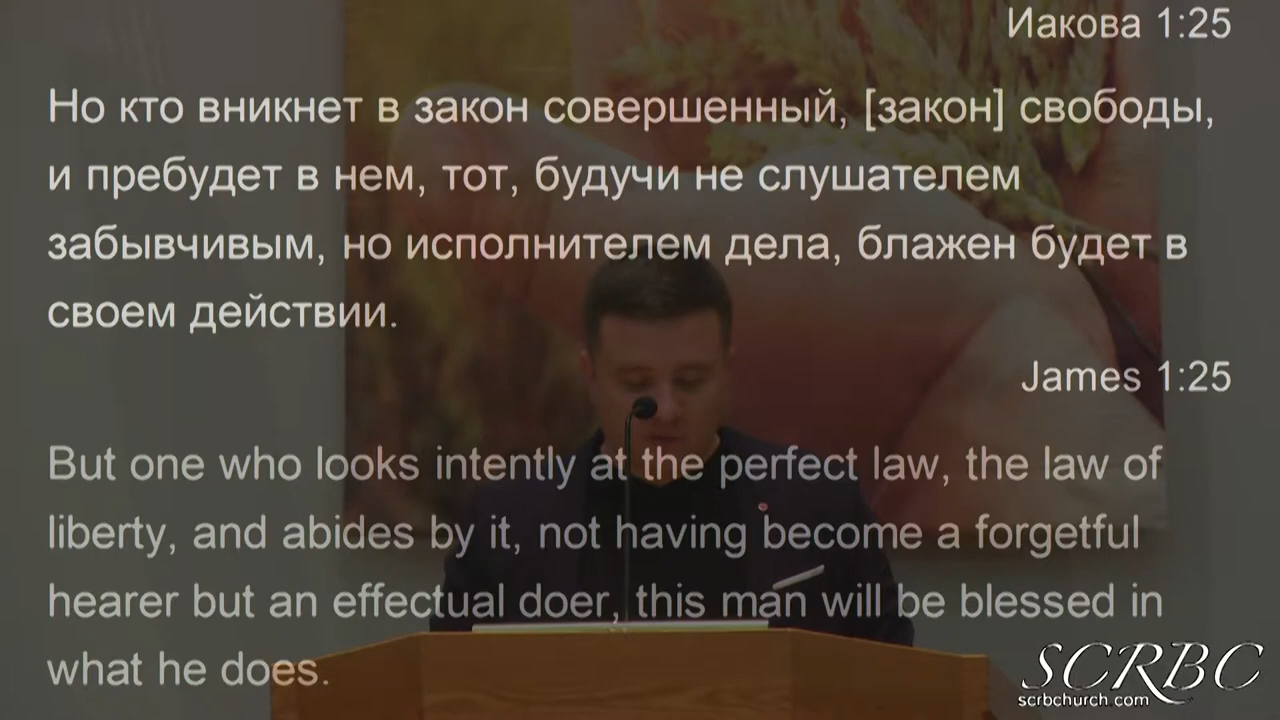 Иакова 1:25
Но кто вникнет в закон совершенный, [закон] свободы,
и пребудет в нем, тот, будучи не слушателем
забывчивым, но исполнителем дела, блажен будет в
своем действии.
James 1:25
But one who looks intently at the perfect law, the law of
liberty, and abides by it, not having become a forgetful
hearer but an effectual doer, this man will be blessed in
what he does.
SCRBC
scrbchurch.com